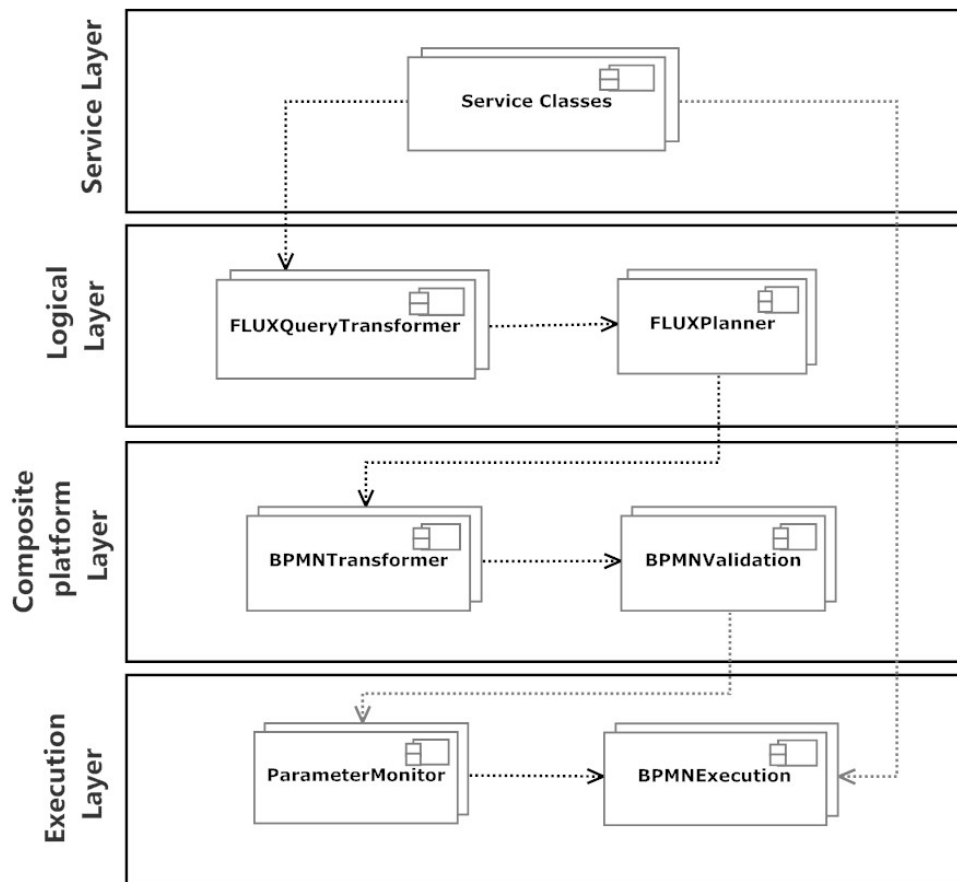 Service Layer
Service Classes
Logical
Layer
FLUXQueryTransformer
FLUXPlanner
Composite
platform
Layer
BPMNTransformer
BPMNValidation
Execution
Layer
ParameterMonitor
BPMNExecution